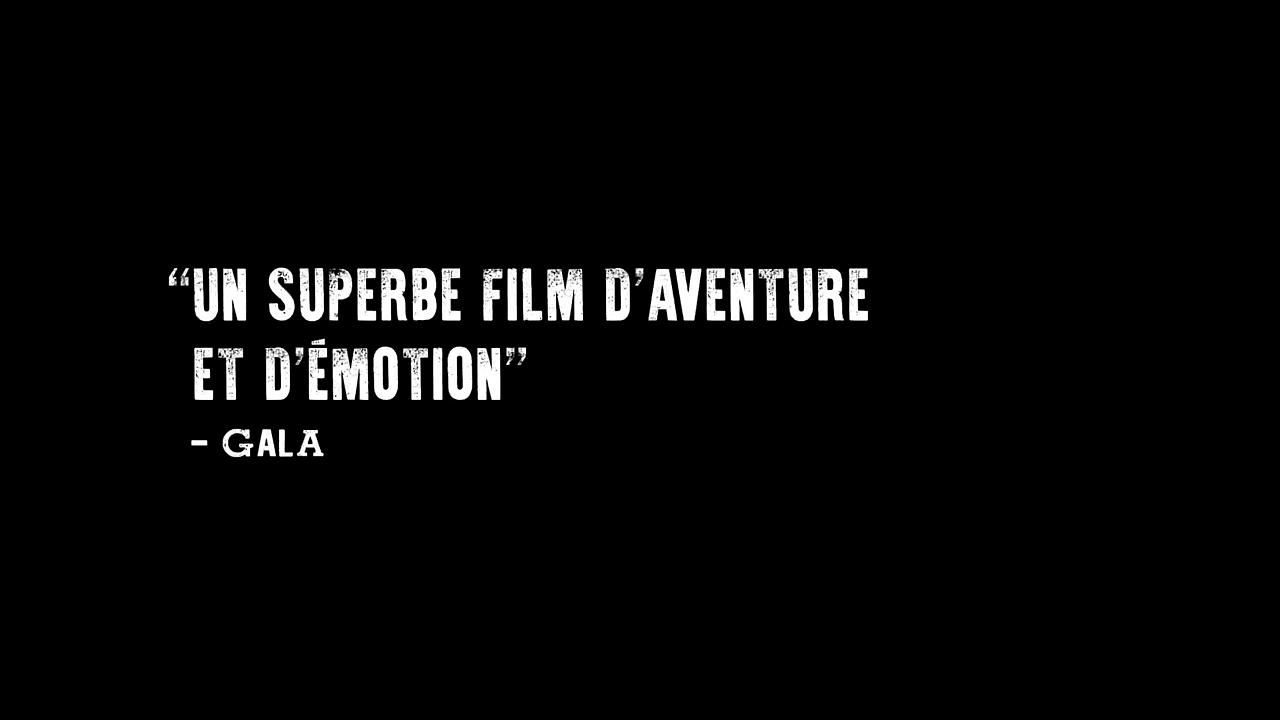 “UN SUPERBE FILM D’AVENTURE
ET D’ÉMOTION”
- GALA